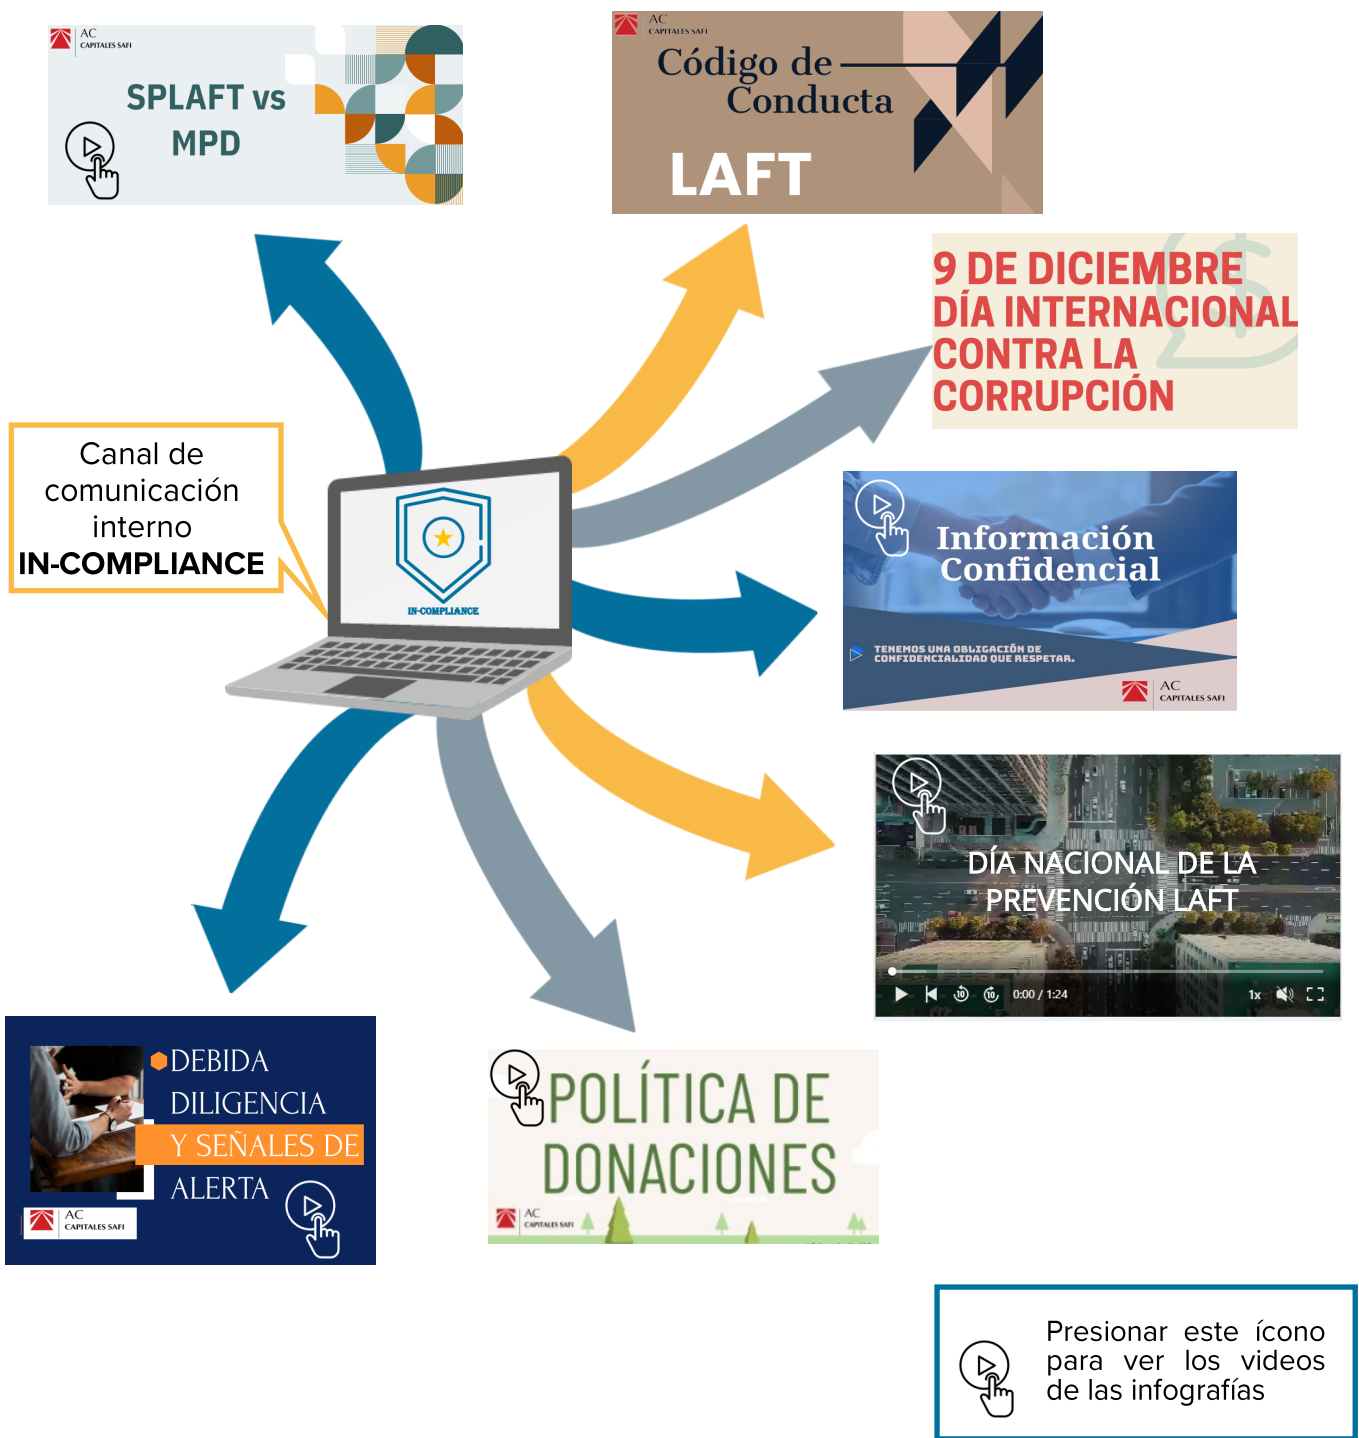 AC
CAPITALES SAFI
SPLAFT vs
MPD
AC
CAPITALES SAFI
Código de
Conducta
LAFT
9 DE DICIEMBRE
DÍA INTERNACIONAL
CONTRA LA
CORRUPCIÓN
Canal de
comunicación
interno
IN-COMPLIANCE
IN-COMPLIANCE
Información
Confidencial
TENEMOS UNA OBLIGACIÓN DE
CONFIDENCIALIDAD QUE RESPETAR.
AC
CAPITALES SAFI
DÍA NACIONAL DE LA
PREVENCIÓN LAFT
10
10
0:00 / 1:24
1x
DEBIDA
DILIGENCIA
Y SEÑALES DE
ALERTA
AC
CAPITALES SAFI
POLÍTICA DE
DONACIONES
AC
CAPITALES SAFI
Presionar este ícono
para ver los videos
de las infografías